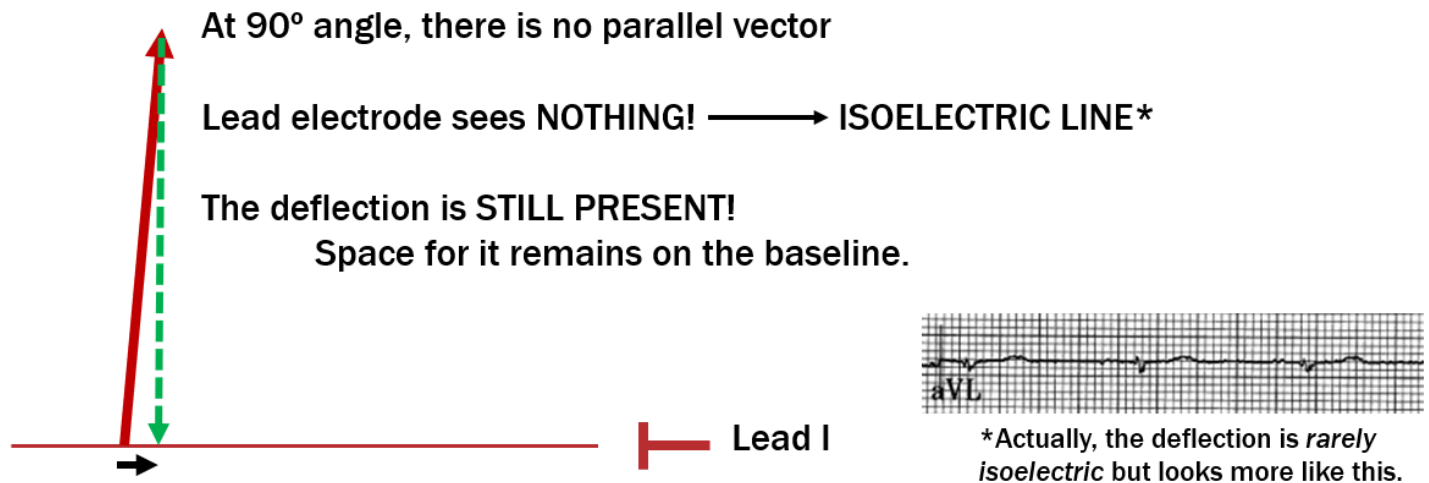 At 90º angle, there is no parallel vector
Lead electrode sees NOTHING! ISOELECTRIC LINE*
The deflection is STILL PRESENT!
Space for it remains on the baseline.
aVL
Lead I
*Actually, the deflection is rarely
isoelectric but looks more like this.